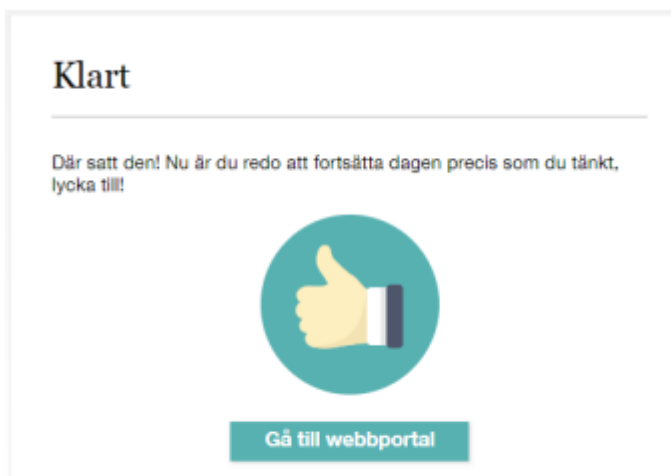 Klart
Där satt den! Nu är du redo att fortsätta dagen precis som du tänkt,
lycka till!
Gå till webbportal